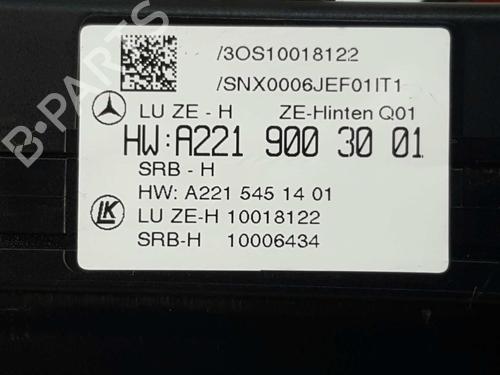 /3OS10018122
/SNX0006JEF01IT1
LU ZE - H ZE-Hinten Q01
HW:A221 900 30 01
SRB - H
HW: A221 545 14 01
LK
LU ZE-H 10018122
SRB-H 10006434
B-PARTS